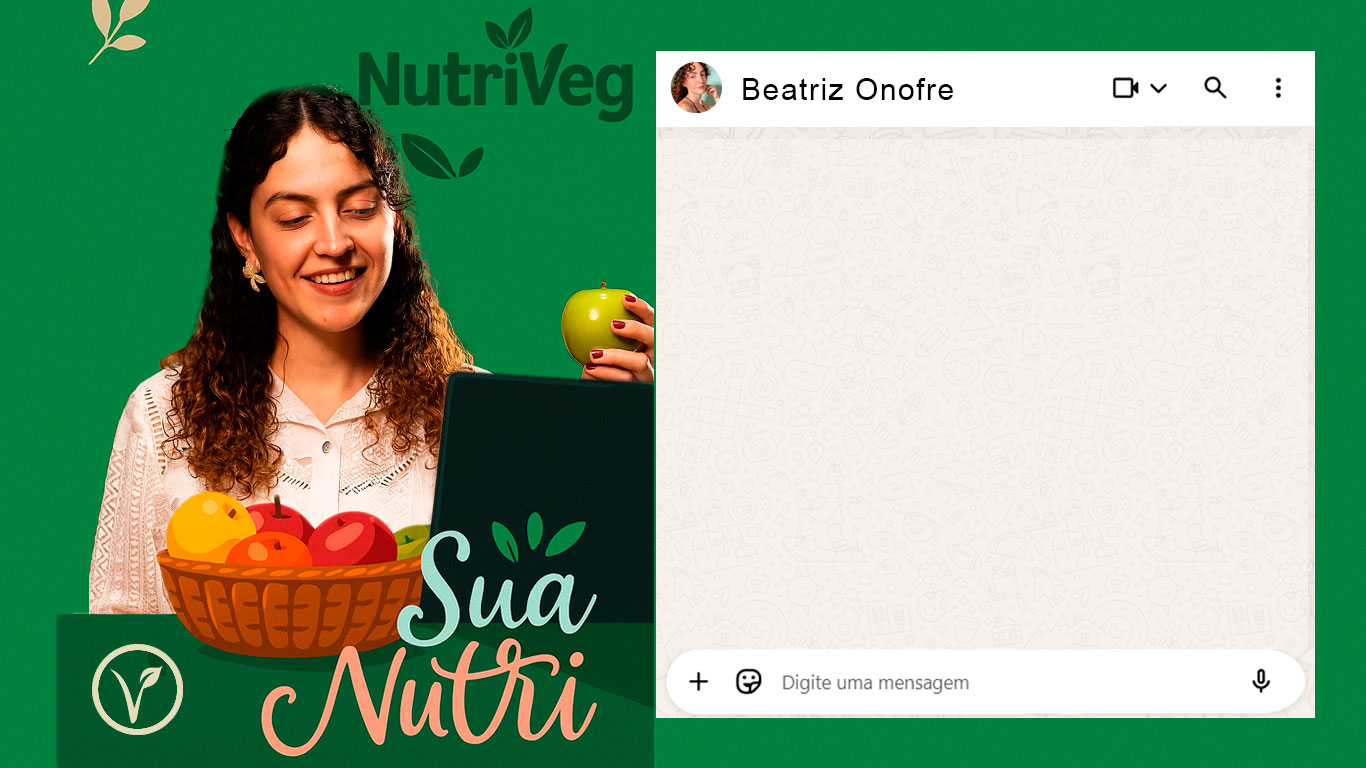 NutriVeg
Sua
Nutri
Beatriz Onofre
Digite uma mensagem